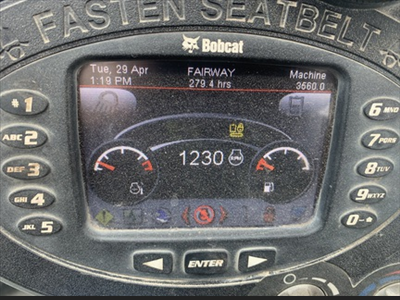 FASTEN SEATBELT
Bobcat
Tue, 29 Apr FAIRWAY Machine
1:19 PM 279.4 hrs 3660.0
#1
ABC 2
DEF 3
GHI 4
JKL 5
6 MNO
7 PQRS
8 TUV
9 WXYZ
0
1230 RPM
ENTER